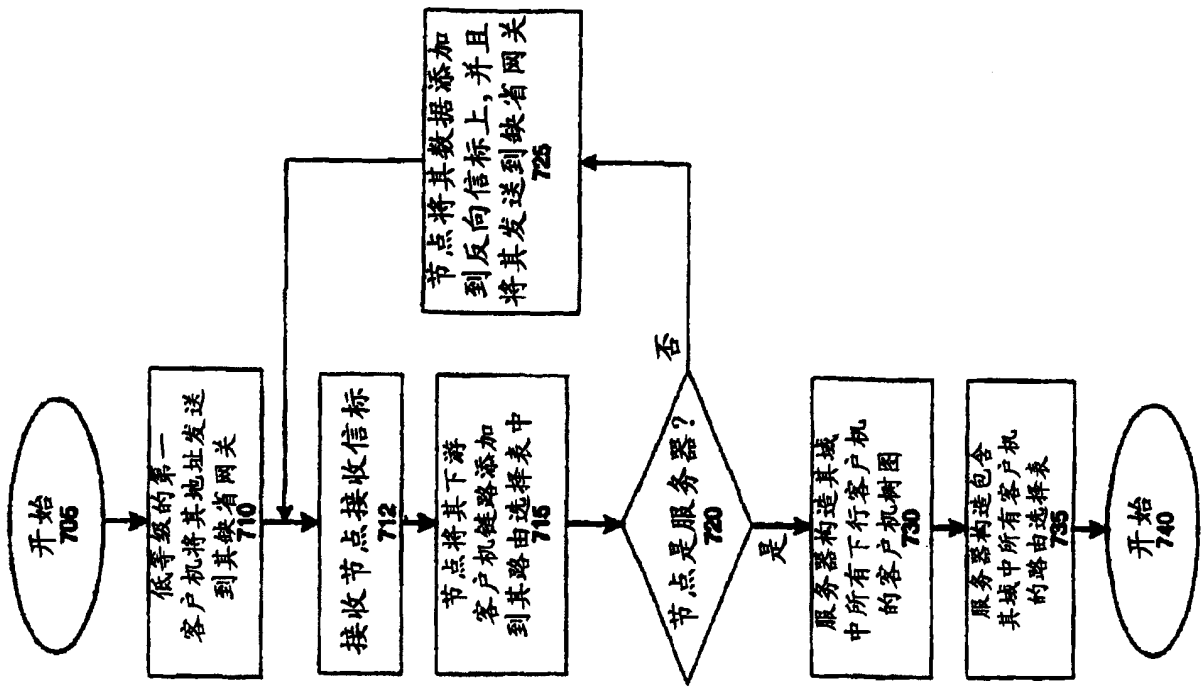 开始
705
低等级的第一
客户机将其地址发送
到其缺省网关
710
接收节点接收信标
712
节点将其下游
客户机链路添加
到其路由选择表中
715
节点是服务器?
720
否
节点将其数据添加
到反向信标上,并且
将其发送到缺省网关
725
是
服务器构造其域
中所有下行客户机
的客户机树图
730
服务器构造包含
其域中所有客户机
的路由选择表
735
开始
740